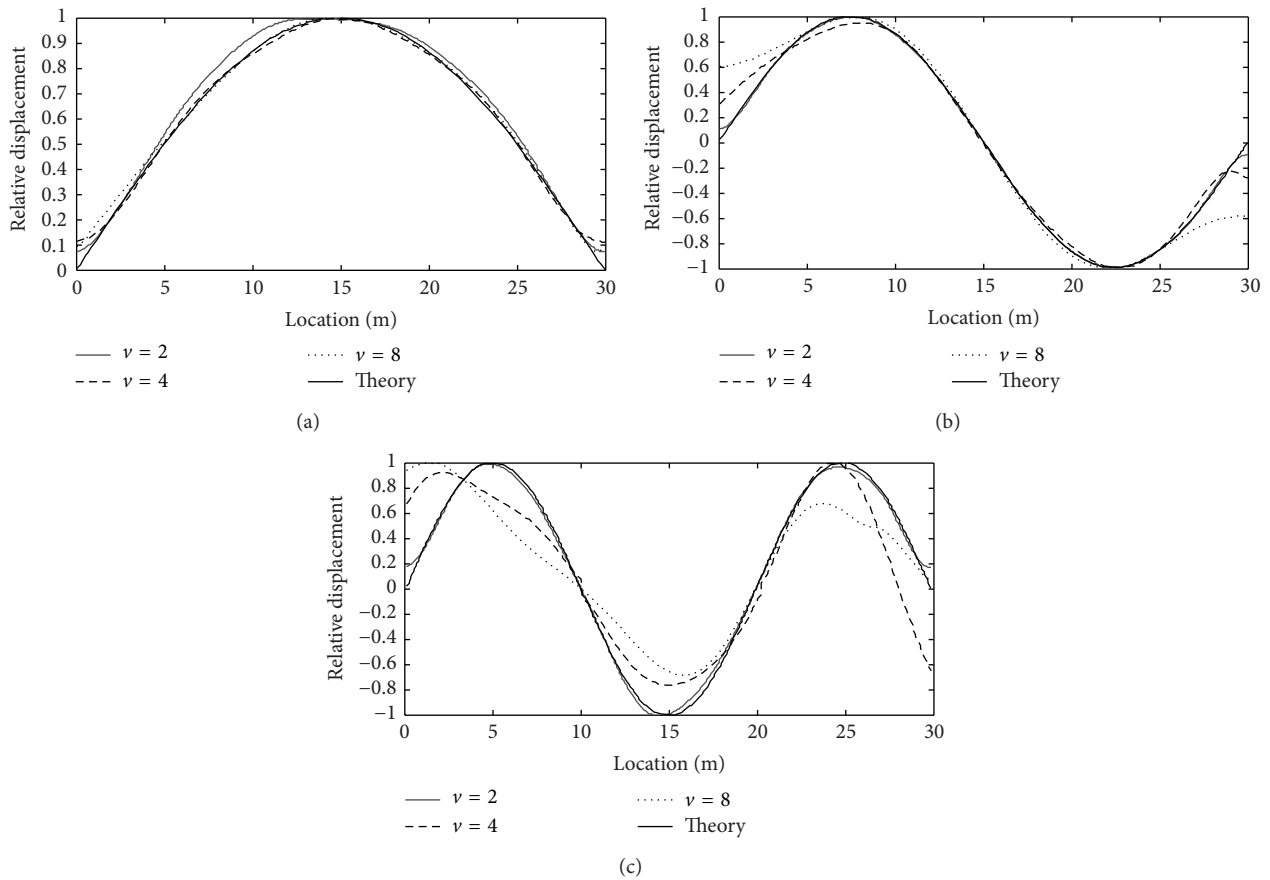 Relative displacement
1
0.9
0.8
0.7
0.6
0.5
0.4
0.3
0.2
0.1
0
0 5 10 15 20 25 30
Location (m)
ν = 2
ν = 4
ν = 8
Theory
(a)
Relative displacement
1
0.8
0.6
0.4
0.2
0
−0.2
−0.4
−0.6
−0.8
−1
0 5 10 15 20 25 30
Location (m)
ν = 2
ν = 4
ν = 8
Theory
(b)
Relative displacement
1
0.8
0.6
0.4
0.2
0
−0.2
−0.4
−0.6
−0.8
−1
0 5 10 15 20 25 30
Location (m)
ν = 2
ν = 4
ν = 8
Theory
(c)